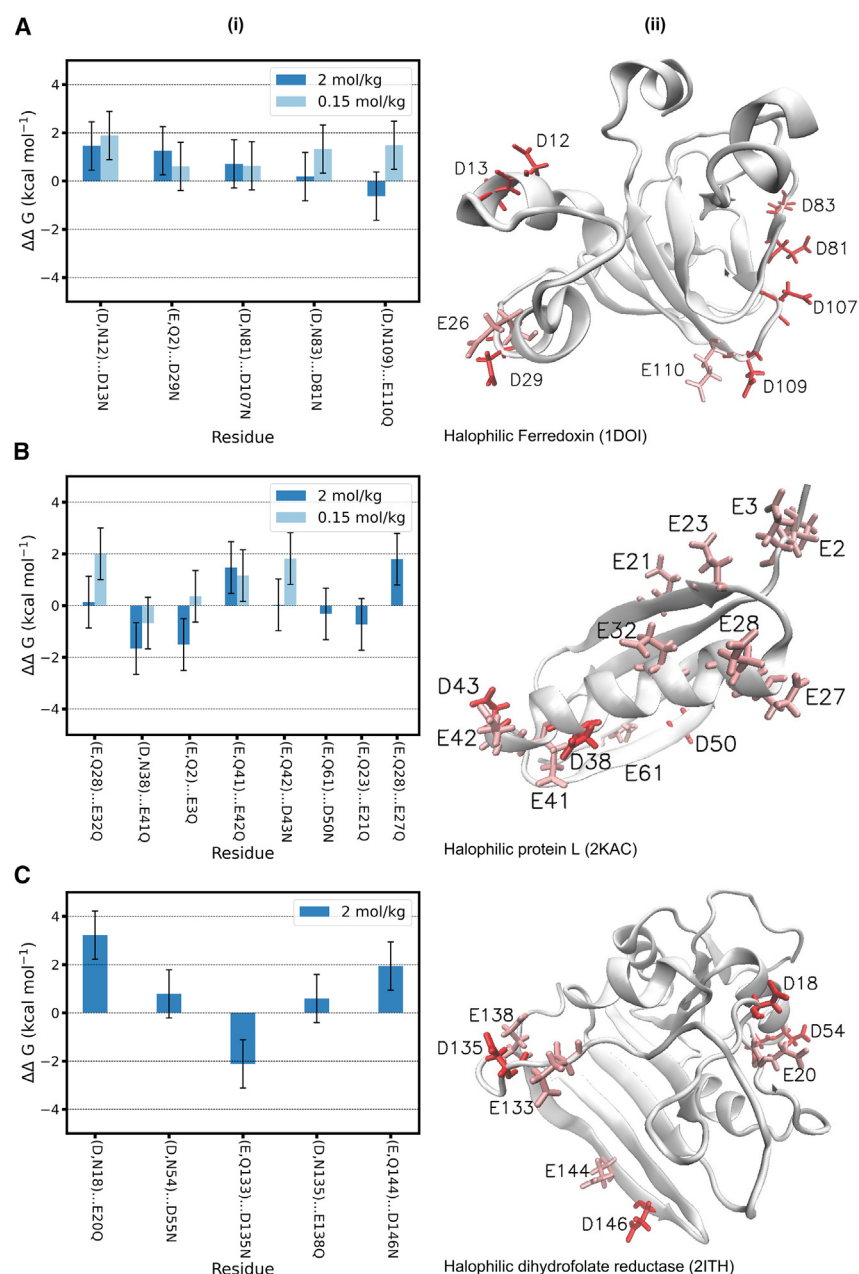 A
(i)
(ii)
ΔΔ G (kcal mol⁻¹)
4
2
0
−2
−4
2 mol/kg
0.15 mol/kg
(D,N12)...D13N
(E,Q2)...D29N
(D,N81)...D107N
(D,N83)...D81N
(D,N109)...E110Q
Residue
D12
D13
D83
D81
D107
E26
D29
E110
D109
Halophilic Ferredoxin (1DOI)
B
ΔΔ G (kcal mol⁻¹)
4
2
0
−2
−4
2 mol/kg
0.15 mol/kg
(E,Q28)...E32Q
(D,N38)...E41Q
(E,Q2)...E3Q
(E,Q41)...E42Q
(E,Q42)...D43N
(E,Q61)...D50N
(E,Q23)...E21Q
(E,Q28)...E27Q
Residue
E3
E23
E2
E21
E32
E28
D43
E27
E42
D50
D38
E61
E41
Halophilic protein L (2KAC)
C
ΔΔ G (kcal mol⁻¹)
4
2
0
−2
−4
2 mol/kg
(D,N18)...E20Q
(D,N54)...D55N
(E,Q133)...D135N
(D,N135)...E138Q
(E,Q144)...D146N
Residue
D18
E138
D54
D135
E20
E133
E144
D146
Halophilic dihydrofolate reductase (2ITH)